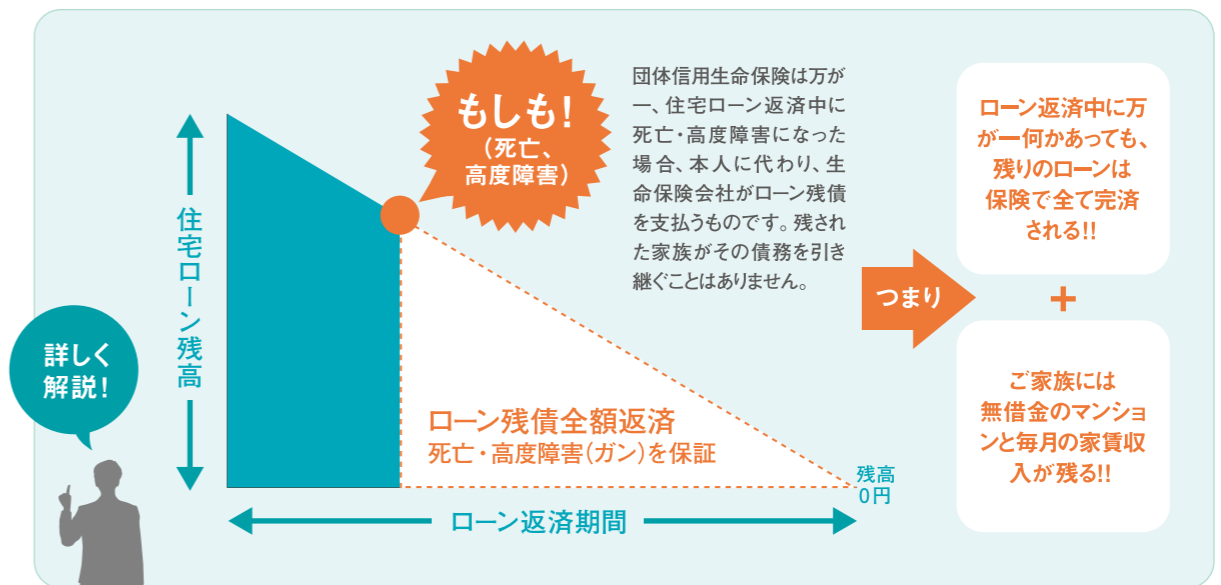 もしも!
(死亡、
高度障害)
団体信用生命保険は万が
一、住宅ローン返済中に
死亡・高度障害になった
場合、本人に代わり、生
命保険会社がローン残債
を支払うものです。残され
た家族がその債務を引き
継ぐことはありません。
つまり
ローン返済中に万
が一何かあっても、
残りのローンは
保険で全て完済
される!!
+
ご家族には
無借金のマンショ
ンと毎月の家賃収
入が残る!!
住宅ローン残高
詳しく
解説!
ローン残債全額返済
死亡・高度障害(ガン)を保証
残高
0円
ローン返済期間